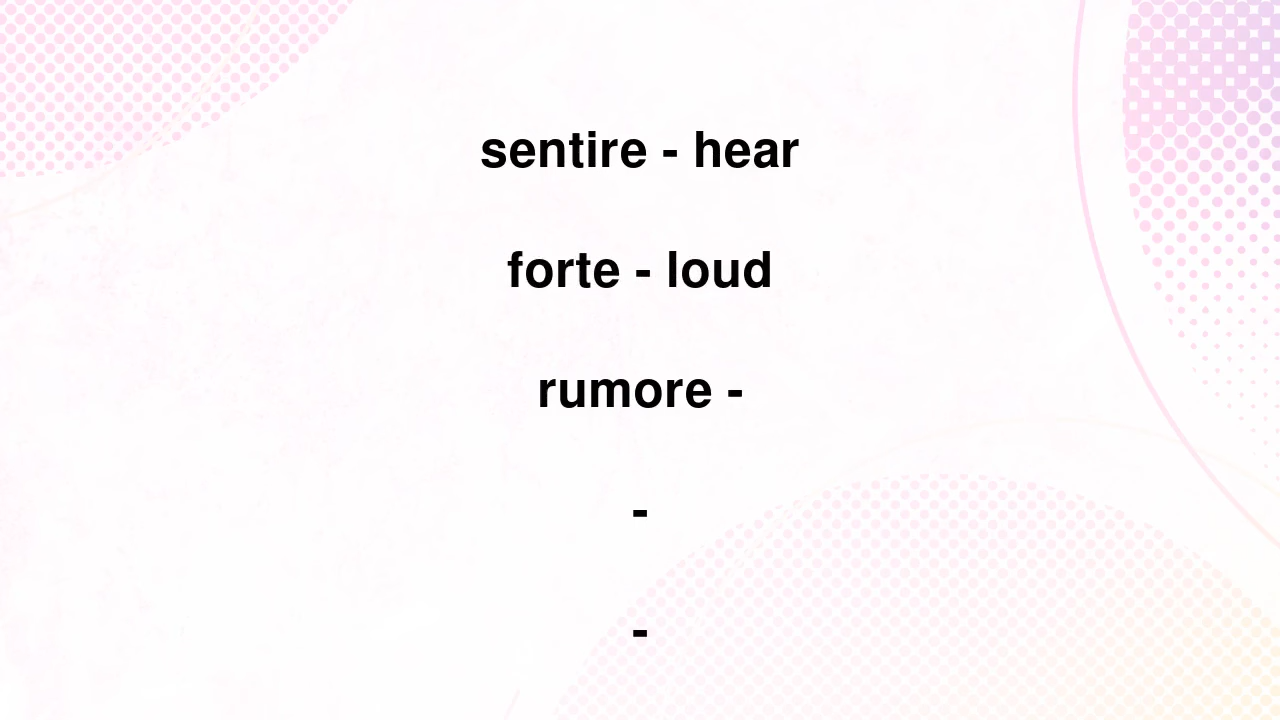 sentire - hear
forte - loud
rumore -
-
-